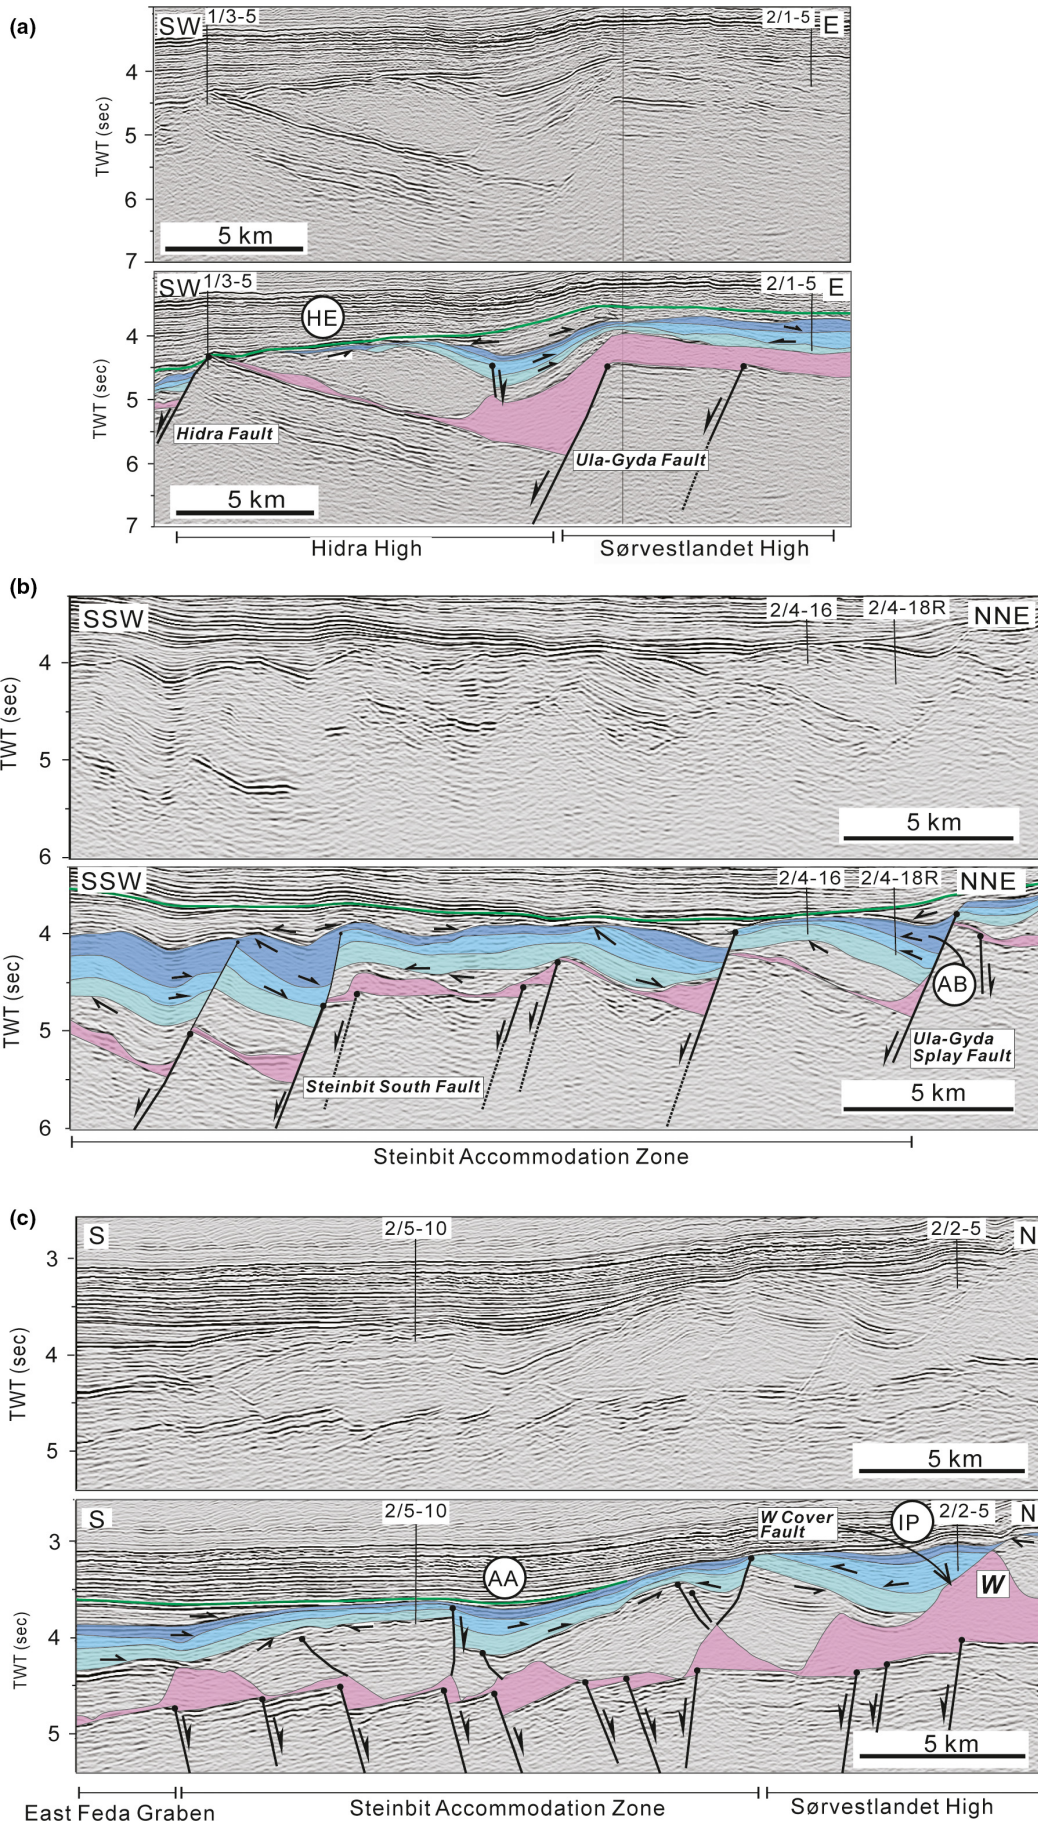 (a)
SW 1/3-5 2/1-5 E
4
5
6
7
TWT (sec)
5 km
SW 1/3-5 2/1-5 E
HE
4
5
6
7
TWT (sec)
Hidra Fault
Ula-Gyda Fault
5 km
Hidra High Sørvestlandet High
(b)
SSW 2/4-16 2/4-18R NNE
4
5
6
TWT (sec)
5 km
SSW 2/4-16 2/4-18R NNE
4
5
6
TWT (sec)
AB
Ula-Gyda
Splay Fault
Steinbit South Fault
5 km
Steinbit Accommodation Zone
(c)
S 2/5-10 2/2-5 N
3
4
5
TWT (sec)
5 km
S 2/5-10 W Cover
Fault
IP 2/2-5 N
3
4
5
TWT (sec)
AA
W
5 km
East Feda Graben Steinbit Accommodation Zone Sørvestlandet High